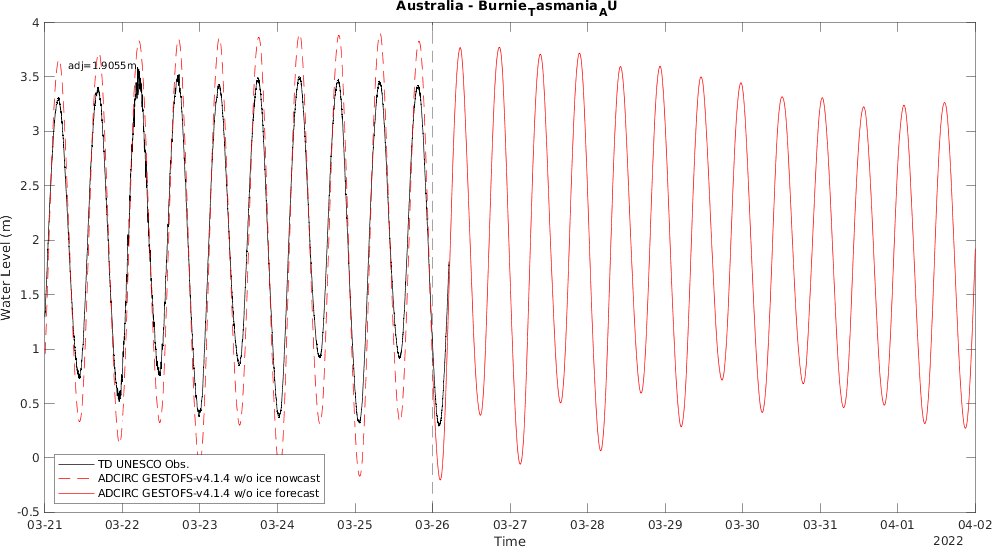 Australia - BurnieTasmaniaAU
adj=1.9055m
Water Level (m)
4
3.5
3
2.5
2
1.5
1
0.5
0
-0.5
TD UNESCO Obs.
ADCIRC GESTOFS-v4.1.4 w/o ice nowcast
ADCIRC GESTOFS-v4.1.4 w/o ice forecast
03-21 03-22 03-23 03-24 03-25 03-26 03-27 03-28 03-29 03-30 03-31 04-01 04-02
Time
2022